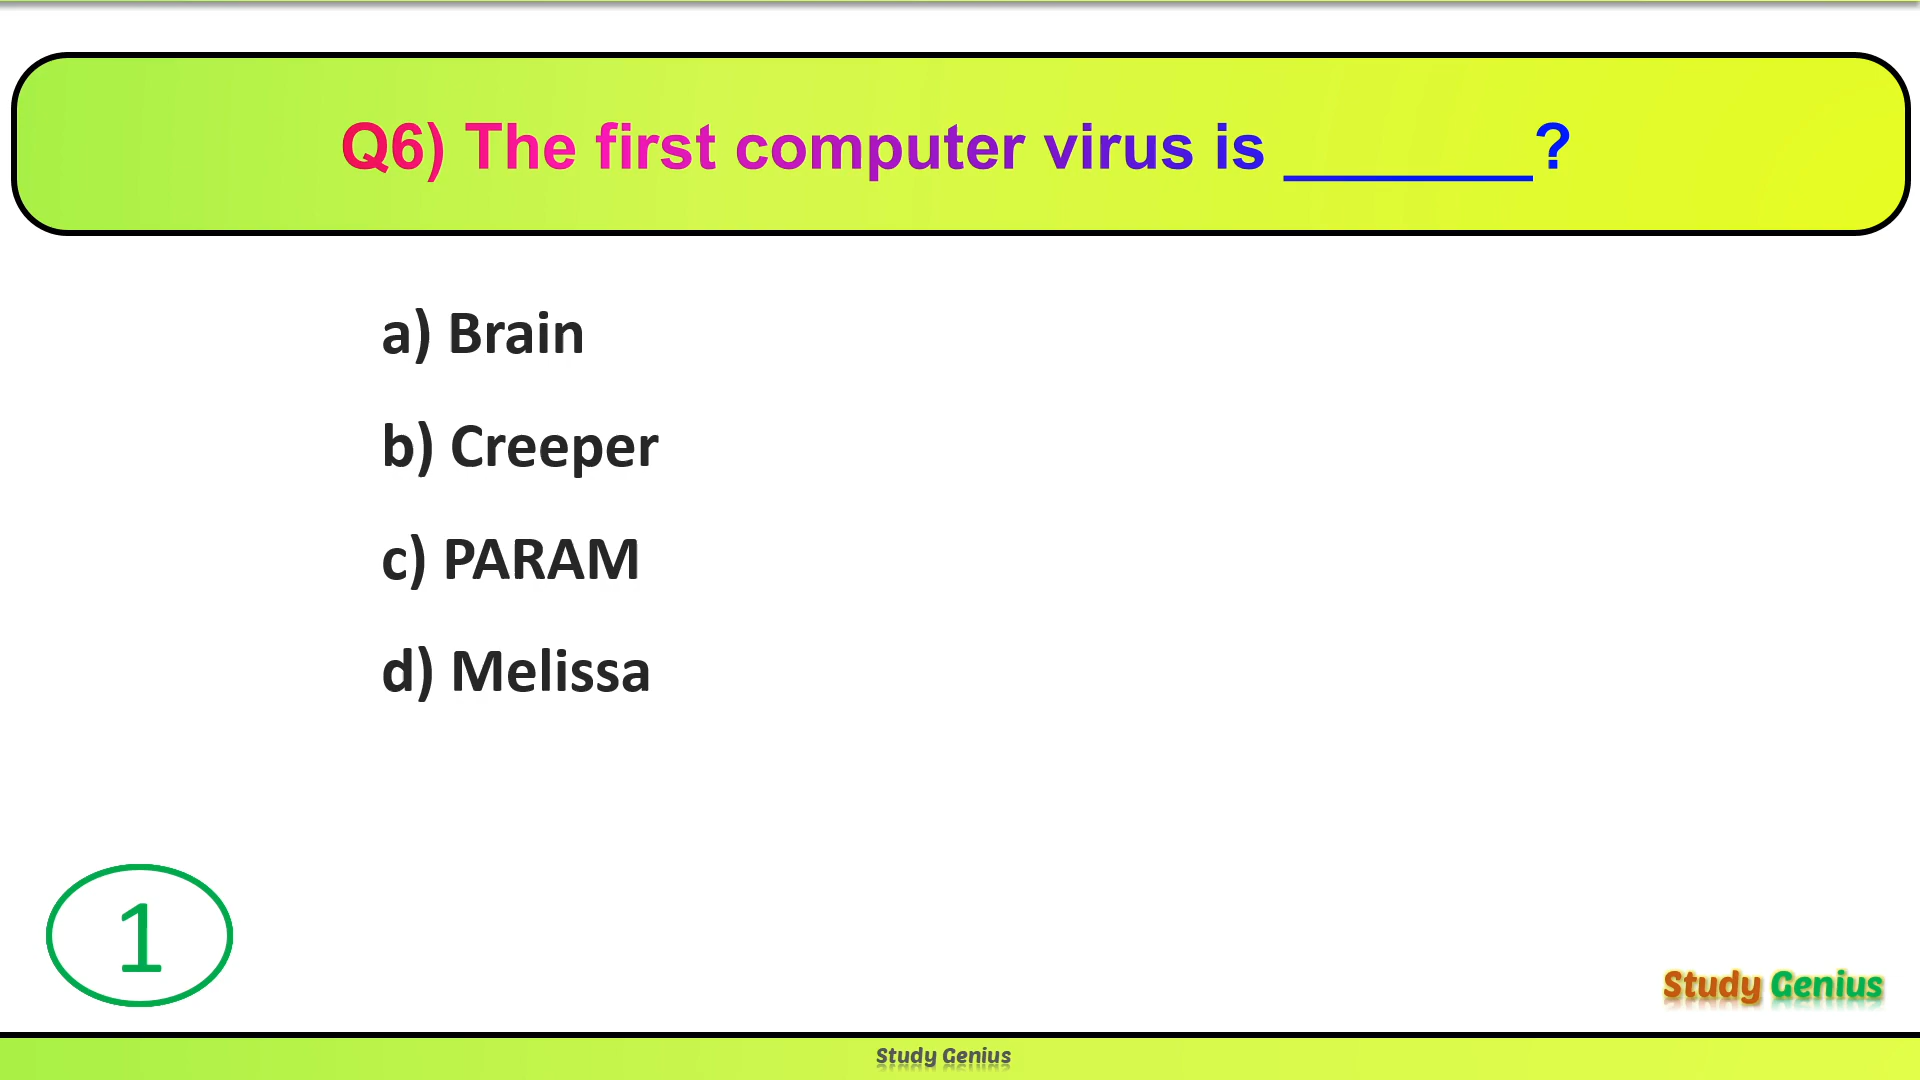 Q6) The first computer virus is ________?
a) Brain
b) Creeper
c) PARAM
d) Melissa
1
Study Genius
Study Genius